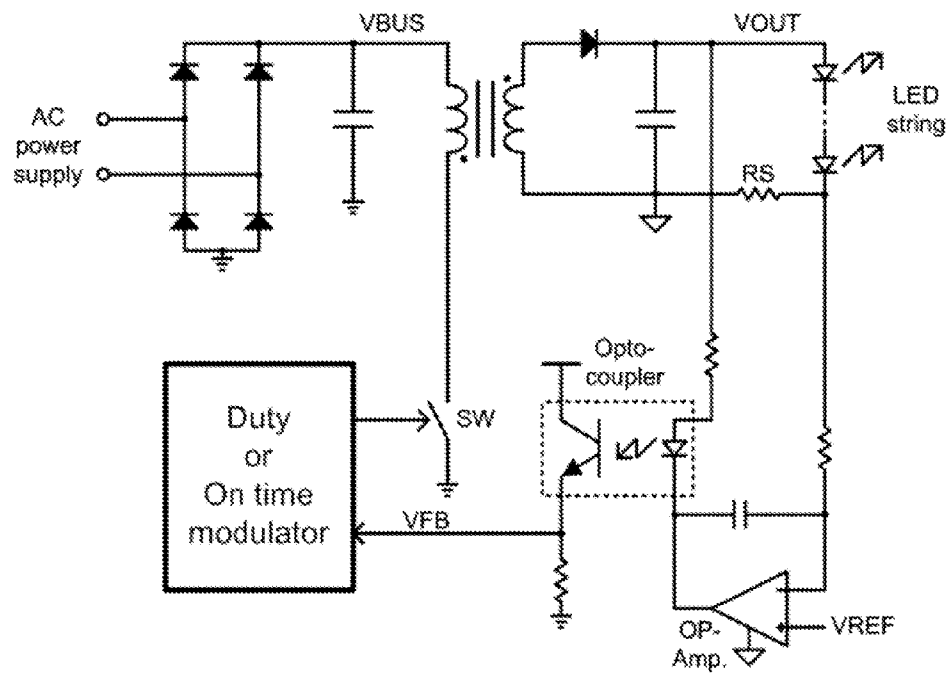 VBUS
VOUT
AC
power
supply
LED
string
RS
Opto-
coupler
Duty
or
On time
modulator
SW
VFB
OP-
Amp.
VREF